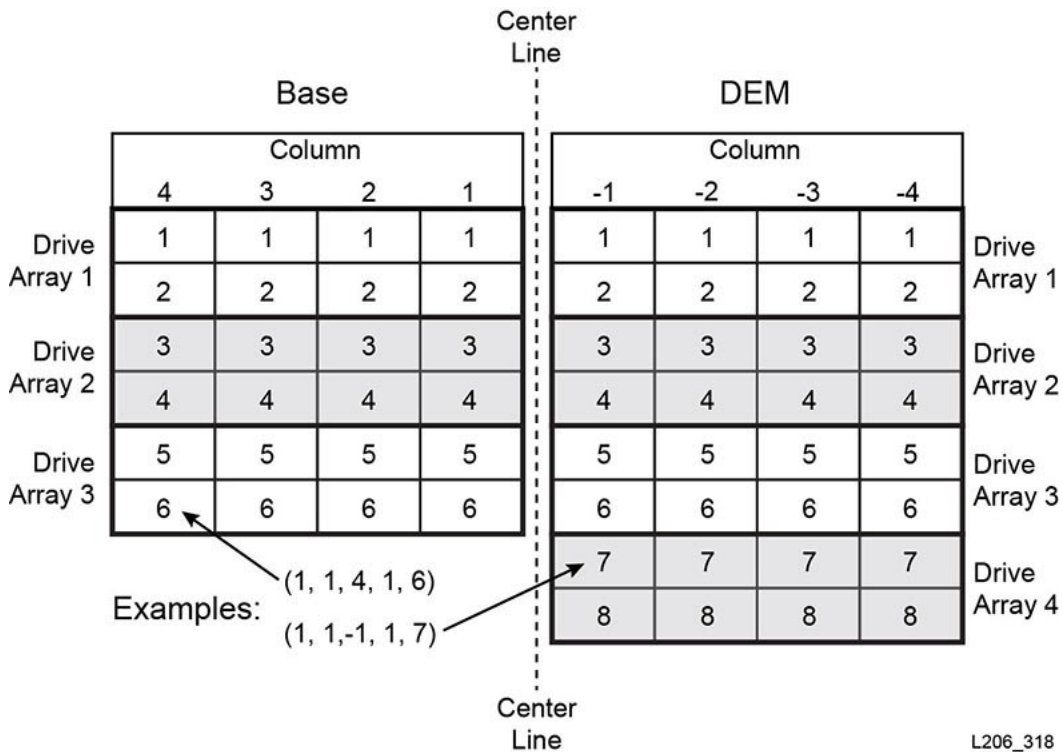 Center
Line
Base DEM
Column Column
4 3 2 1 -1 -2 -3 -4
Drive
Array 1
1 1 1 1 1 1 1 1
2 2 2 2 2 2 2 2
Drive
Array 1
Drive
Array 2
3 3 3 3 3 3 3 3
4 4 4 4 4 4 4 4
Drive
Array 2
Drive
Array 3
5 5 5 5 5 5 5 5
6 6 6 6 6 6 6 6
Drive
Array 3
7 7 7 7
8 8 8 8
Drive
Array 4
Examples:
(1, 1, 4, 1, 6)
(1, 1,-1, 1, 7)
Center
Line
L206_318